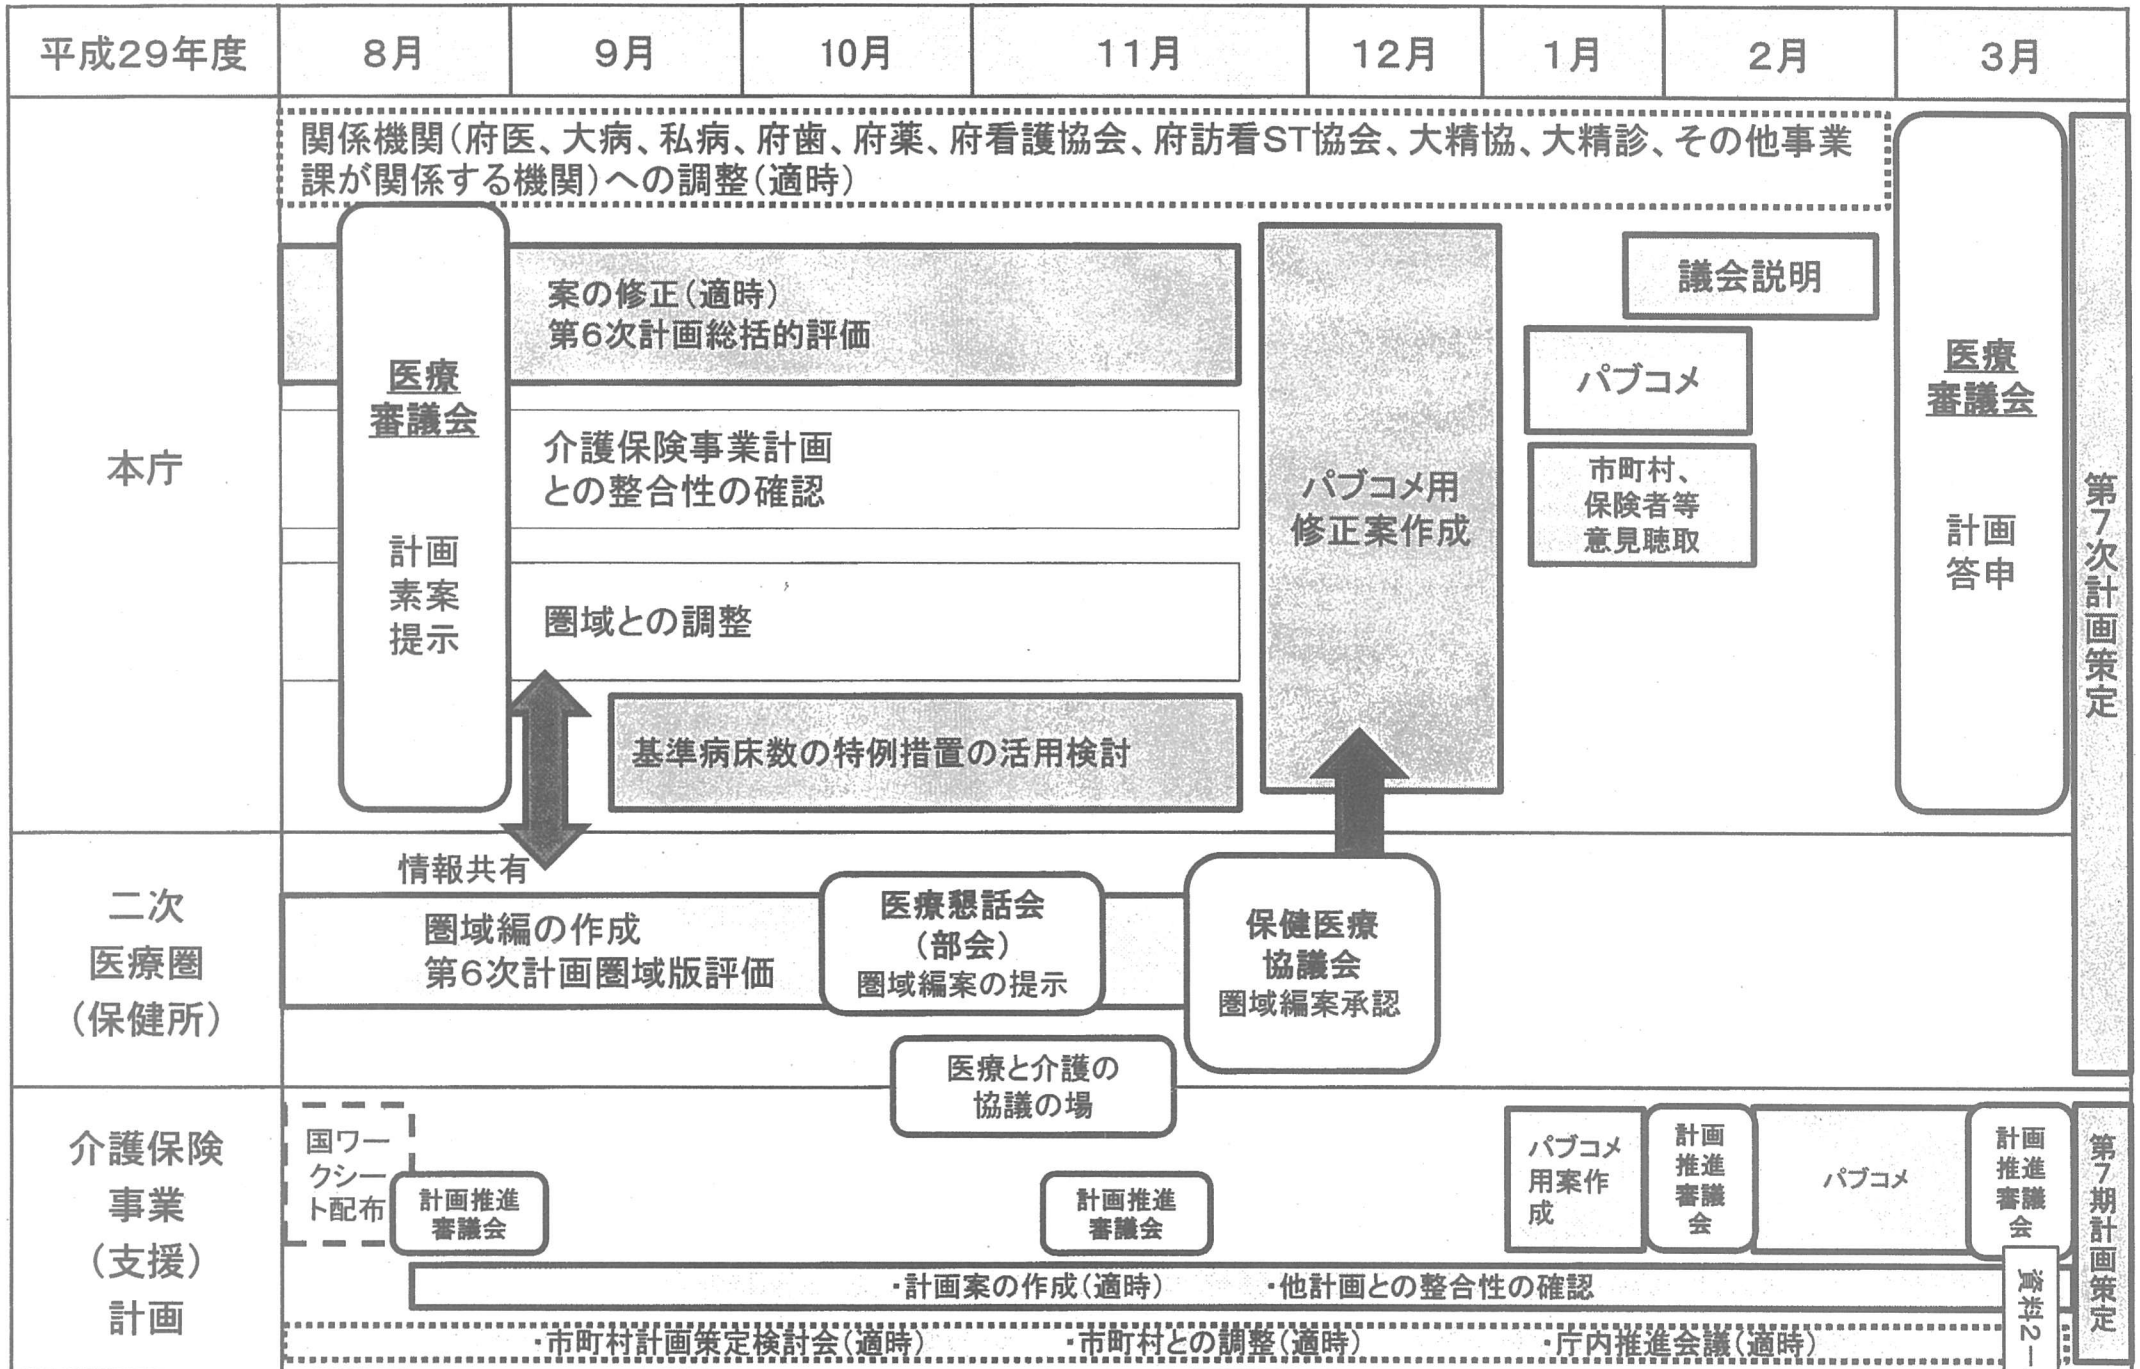 平成29年度
8月
9月
10月
11月
12月
1月
2月
3月
本庁
関係機関（府医、大病、私病、府歯、府薬、府看護協会、府訪看ST協会、大精協、大精診、その他事業
課が関係する機関）への調整（適時）
医療
審議会
計画
素案
提示
案の修正（適時）
第6次計画総括的評価
介護保険事業計画
との整合性の確認
圏域との調整
基準病床数の特例措置の活用検討
パブコメ用
修正案作成
議会説明
パブコメ
市町村、
保険者等
意見聴取
医療
審議会
計画
答申
第7次計画策定
二次
医療圏
（保健所）
情報共有
圏域編の作成
第6次計画圏域版評価
医療懇話会
（部会）
圏域編案の提示
保健医療
協議会
圏域編案承認
医療と介護の
協議の場
介護保険
事業
（支援）
計画
国ワー
クシー
ト配布
計画推進
審議会
計画推進
審議会
パブコメ
用案作
成
計画
推進
審議
会
パブコメ
計画
推進
審議
会
第7期計画策定
・計画案の作成（適時）
・他計画との整合性の確認
・市町村計画策定検討会（適時）
・市町村との調整（適時）
・庁内推進会議（適時）
資料2－